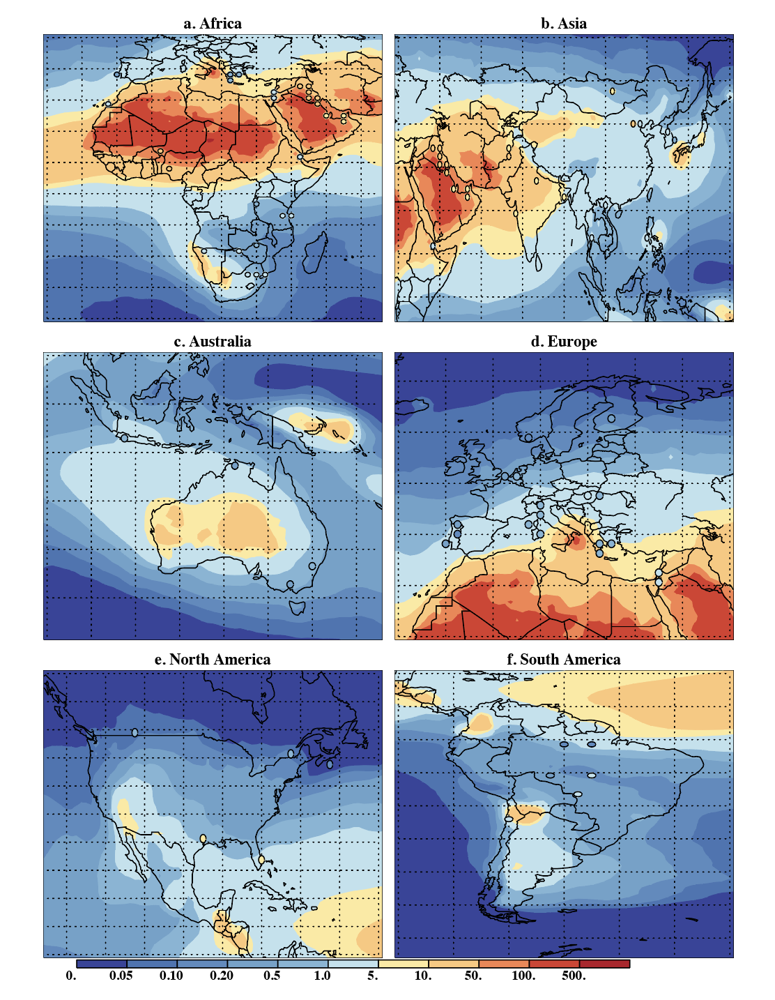 a. Africa
b. Asia
c. Australia
d. Europe
e. North America
f. South America
0. 0.05 0.10 0.20 0.5 1.0 5. 10. 50. 100. 500.